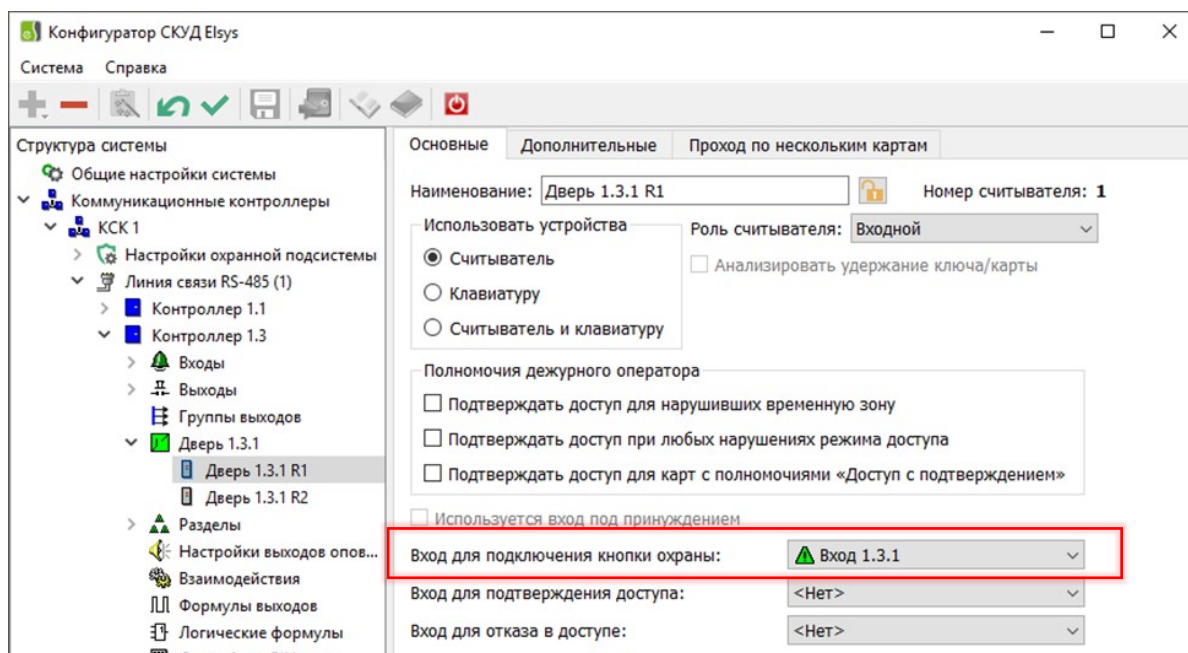 Конфигуратор СКУД Elsys
Система Справка
Структура системы
Общие настройки системы
Коммуникационные контроллеры
КСК 1
Настройки охранной подсистемы
Линия связи RS-485 (1)
Контроллер 1.1
Контроллер 1.3
Входы
Выходы
Группы выходов
Дверь 1.3.1
Дверь 1.3.1 R1
Дверь 1.3.1 R2
Разделы
Настройки выходов опов...
Взаимодействия
Формулы выходов
Логические формулы
Основные Дополнительные Проход по нескольким картам
Наименование: Дверь 1.3.1 R1 Номер считывателя: 1
Использовать устройства
Роль считывателя: Входной
Считыватель
Анализировать удержание ключа/карты
Клавиатуру
Считыватель и клавиатуру
Полномочия дежурного оператора
Подтверждать доступ для нарушивших временную зону
Подтверждать доступ при любых нарушениях режима доступа
Подтверждать доступ для карт с полномочиями «Доступ с подтверждением»
Используется вход под принуждением
Вход для подключения кнопки охраны: Вход 1.3.1
Вход для подтверждения доступа: <Нет>
Вход для отказа в доступе: <Нет>